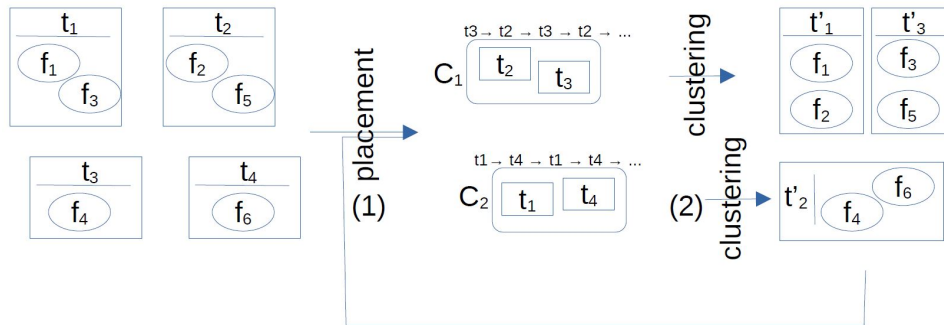 t1
f1
f3
t2
f2
f5
t3
f4
t4
f6
placement
(1)
t3→ t2 → t3 → t2 → ...
C1
t2
t3
t1→ t4 → t1 → t4 → ...
C2
t1
t4
clustering
(2)
clustering
t’1
f1
f2
t’3
f3
f5
t’2
f4
f6